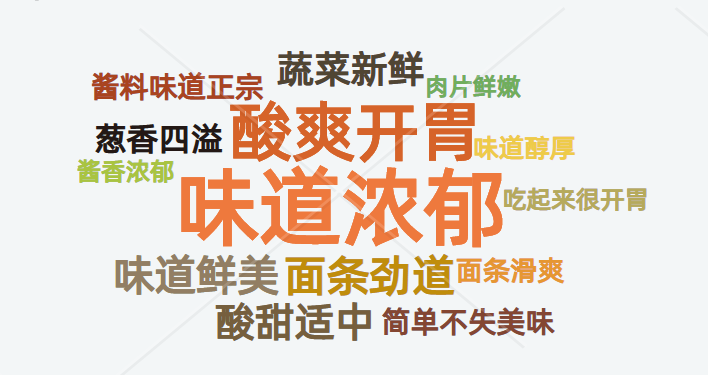 蔬菜新鲜
酱料味道正宗
肉片鲜嫩
酸爽开胃
葱香四溢
味道醇厚
酱香浓郁
味道浓郁
吃起来很开胃
味道鲜美
面条劲道
面条滑爽
酸甜适中
简单不失美味